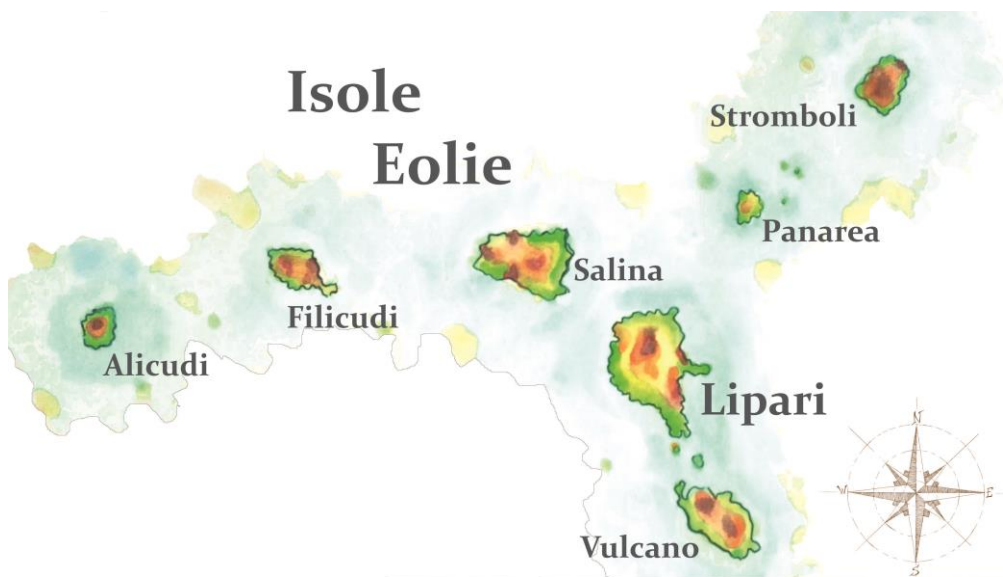 Isole
Eolie
Stromboli
Panarea
Salina
Filicudi
Alicudi
Lipari
Vulcano
N
W
E
S